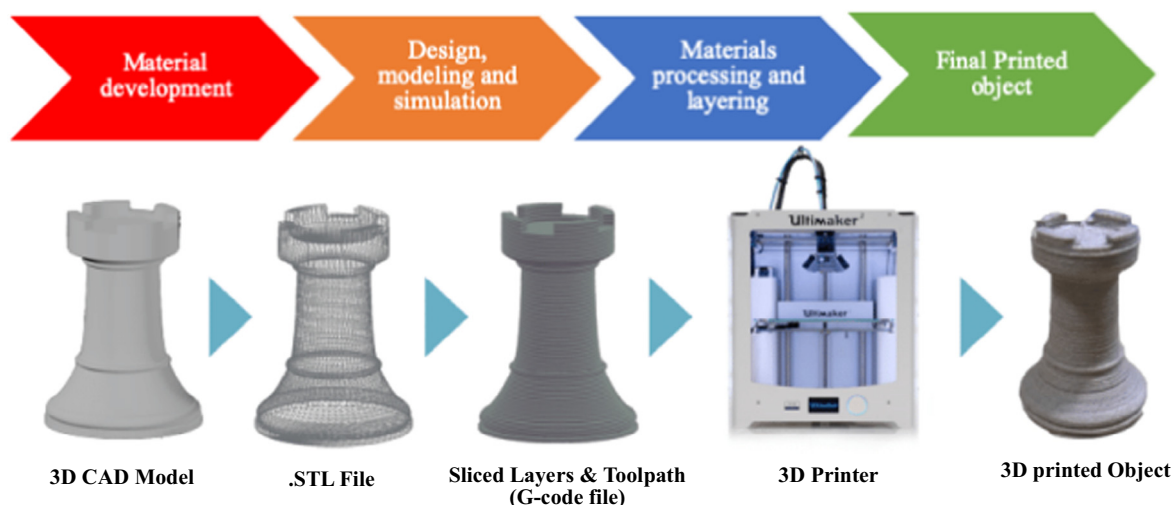 Material
development
Design,
modeling and
simulation
Materials
processing and
layering
Final Printed
object
Ultimaker²
Ultimaker
Ultimaker
3D CAD Model
.STL File
Sliced Layers & Toolpath
(G-code file)
3D Printer
3D printed Object